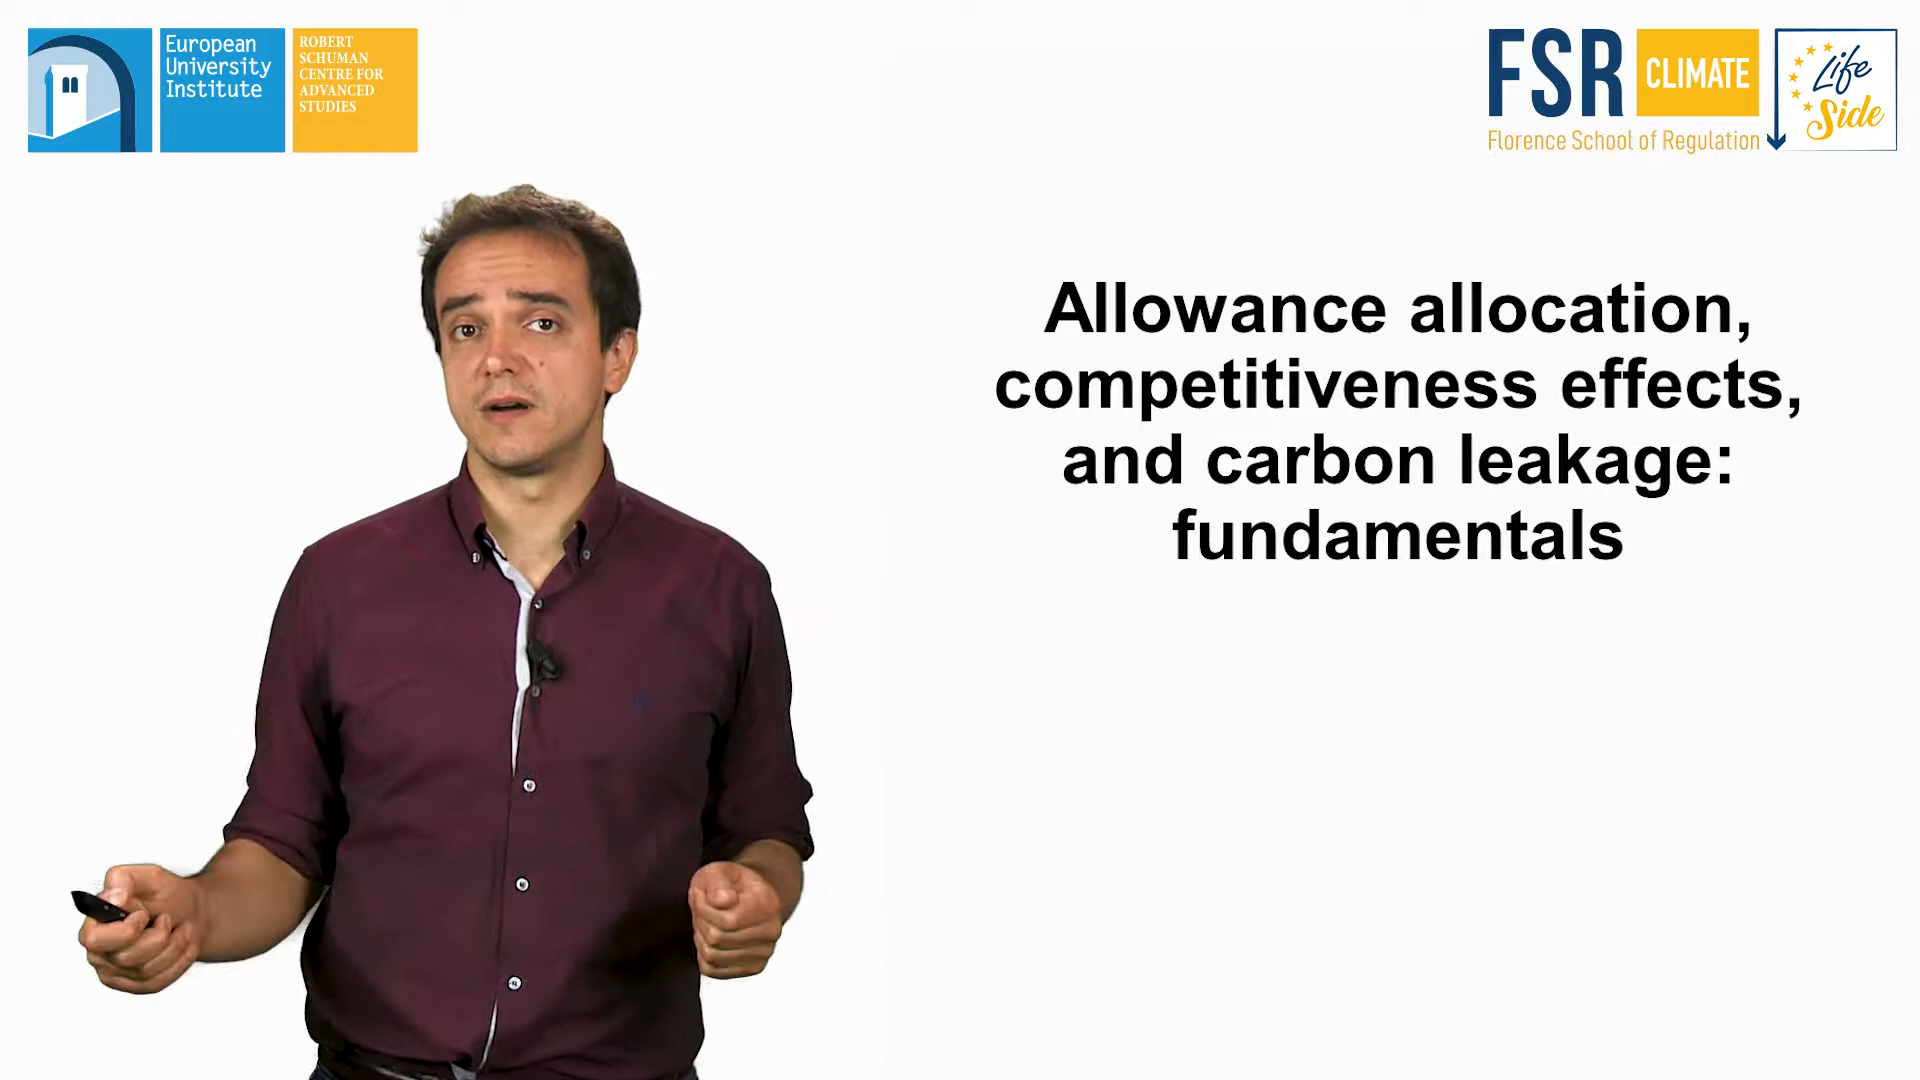 European
University
Institute
ROBERT
SCHUMAN
CENTRE FOR
ADVANCED
STUDIES
FSR CLIMATE
Florence School of Regulation
Life
Side
Allowance allocation,
competitiveness effects,
and carbon leakage:
fundamentals